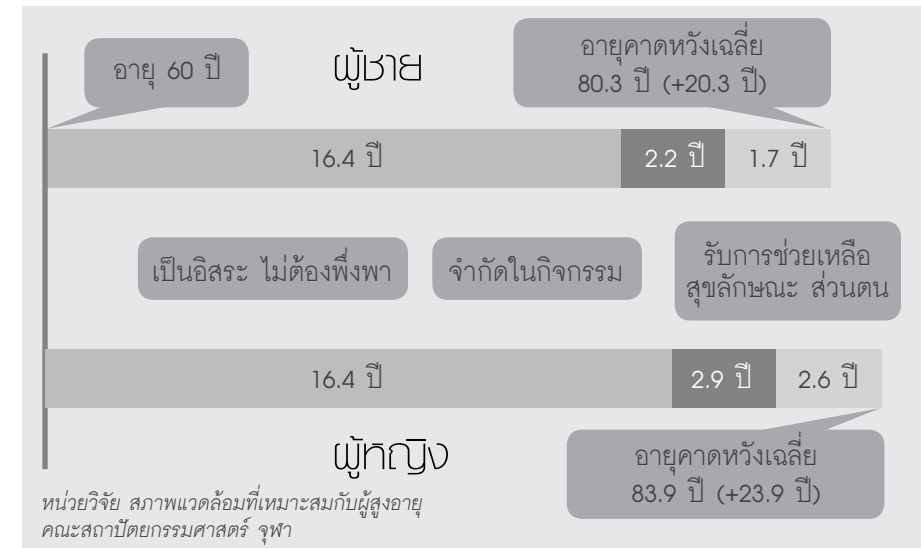 อายุ 60 ปี
ผู้ชาย
อายุคาดหวังเฉลี่ย
80.3 ปี (+20.3 ปี)
16.4 ปี
2.2 ปี
1.7 ปี
เป็นอิสระ ไม่ต้องพึ่งพา
จำกัดในกิจกรรม
รับการช่วยเหลือ
สุขลักษณะ ส่วนตน
16.4 ปี
2.9 ปี
2.6 ปี
ผู้หญิง
อายุคาดหวังเฉลี่ย
83.9 ปี (+23.9 ปี)
หน่วยวิจัย สภาพแวดล้อมที่เหมาะสมกับผู้สูงอายุ
คณะสถาปัตยกรรมศาสตร์ จุฬา